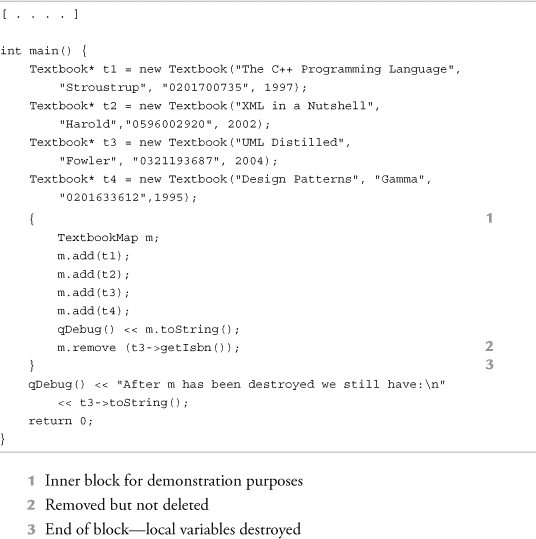 [ . . . . ]
int main() {
Textbook* t1 = new Textbook("The C++ Programming Language",
"Stroustrup", "0201700735", 1997);
Textbook* t2 = new Textbook("XML in a Nutshell",
"Harold","0596002920", 2002);
Textbook* t3 = new Textbook("UML Distilled",
"Fowler", "0321193687", 2004);
Textbook* t4 = new Textbook("Design Patterns", "Gamma",
"0201633612",1995);
{ 1
TextbookMap m;
m.add(t1);
m.add(t2);
m.add(t3);
m.add(t4);
qDebug() << m.toString();
m.remove (t3->getIsbn()); 2
} 3
qDebug() << "After m has been destroyed we still have:\n"
<< t3->toString();
return 0;
}
1 Inner block for demonstration purposes
2 Removed but not deleted
3 End of block—local variables destroyed